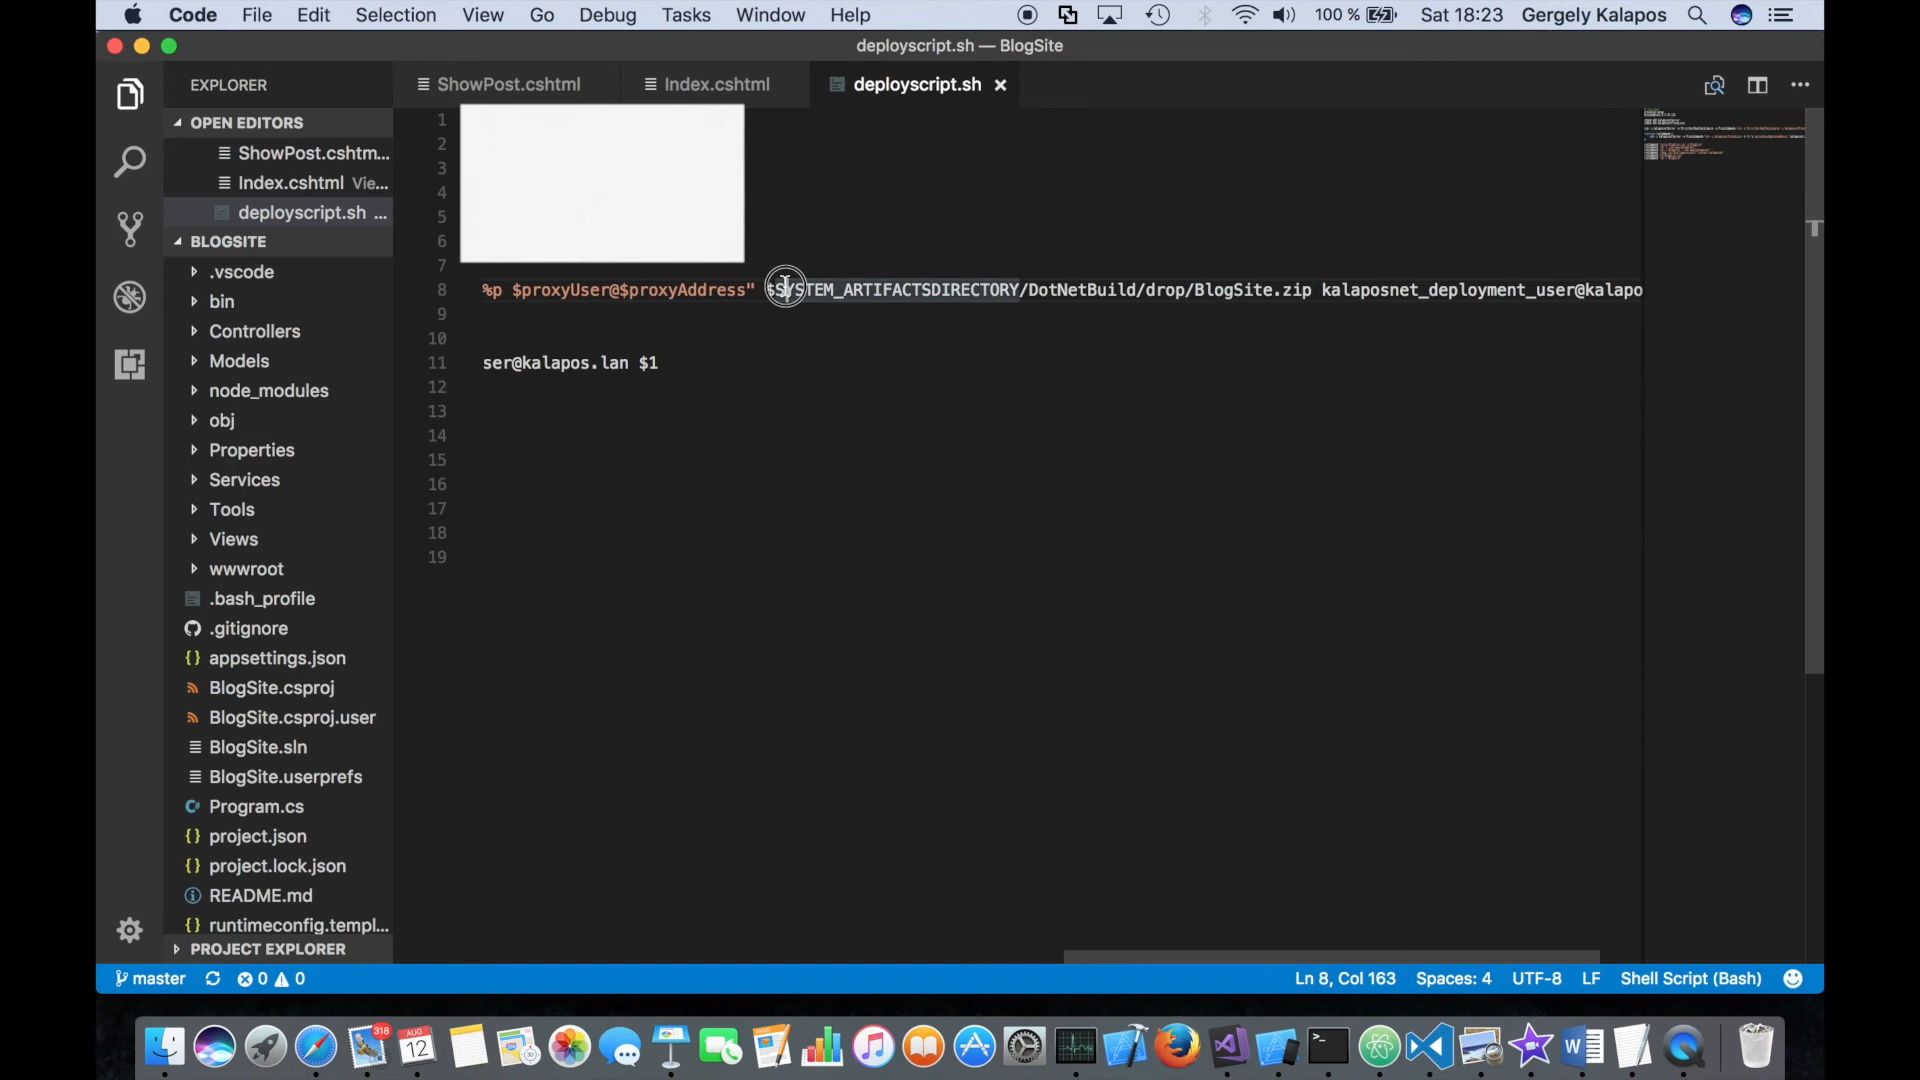 Code File Edit Selection View Go Debug Tasks Window Help 100 % Sat 18:23 Gergely Kalapos
deployscript.sh — BlogSite
EXPLORER
ShowPost.cshtml Index.cshtml deployscript.sh
OPEN EDITORS
ShowPost.cshtm...
Index.cshtml Vie...
deployscript.sh ...
BLOGSITE
.vscode
bin
Controllers
Models
node_modules
obj
Properties
Services
Tools
Views
wwwroot
.bash_profile
.gitignore
appsettings.json
BlogSite.csproj
BlogSite.csproj.user
BlogSite.sln
BlogSite.userprefs
Program.cs
project.json
project.lock.json
README.md
runtimeconfig.templ...
PROJECT EXPLORER
1
2
3
4
5
6
7
8 %p $proxyUser@$proxyAddress" $SYSTEM_ARTIFACTSDIRECTORY/DotNetBuild/drop/BlogSite.zip kalaposnet_deployment_user@kalapo
9
10
11 ser@kalapos.lan $1
12
13
14
15
16
17
18
19
master 0 0 Ln 8, Col 163 Spaces: 4 UTF-8 LF Shell Script (Bash)
318
AUG
12